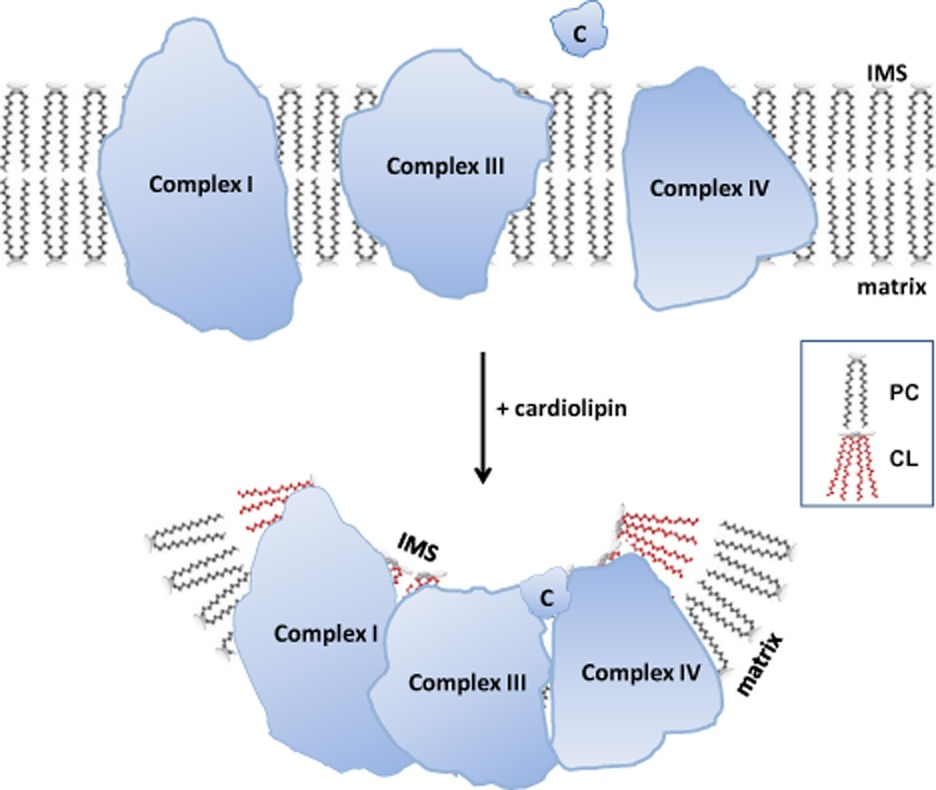 C
IMS
Complex I
Complex III
Complex IV
matrix
+ cardiolipin
PC
CL
IMS
C
Complex I
Complex III
Complex IV
matrix